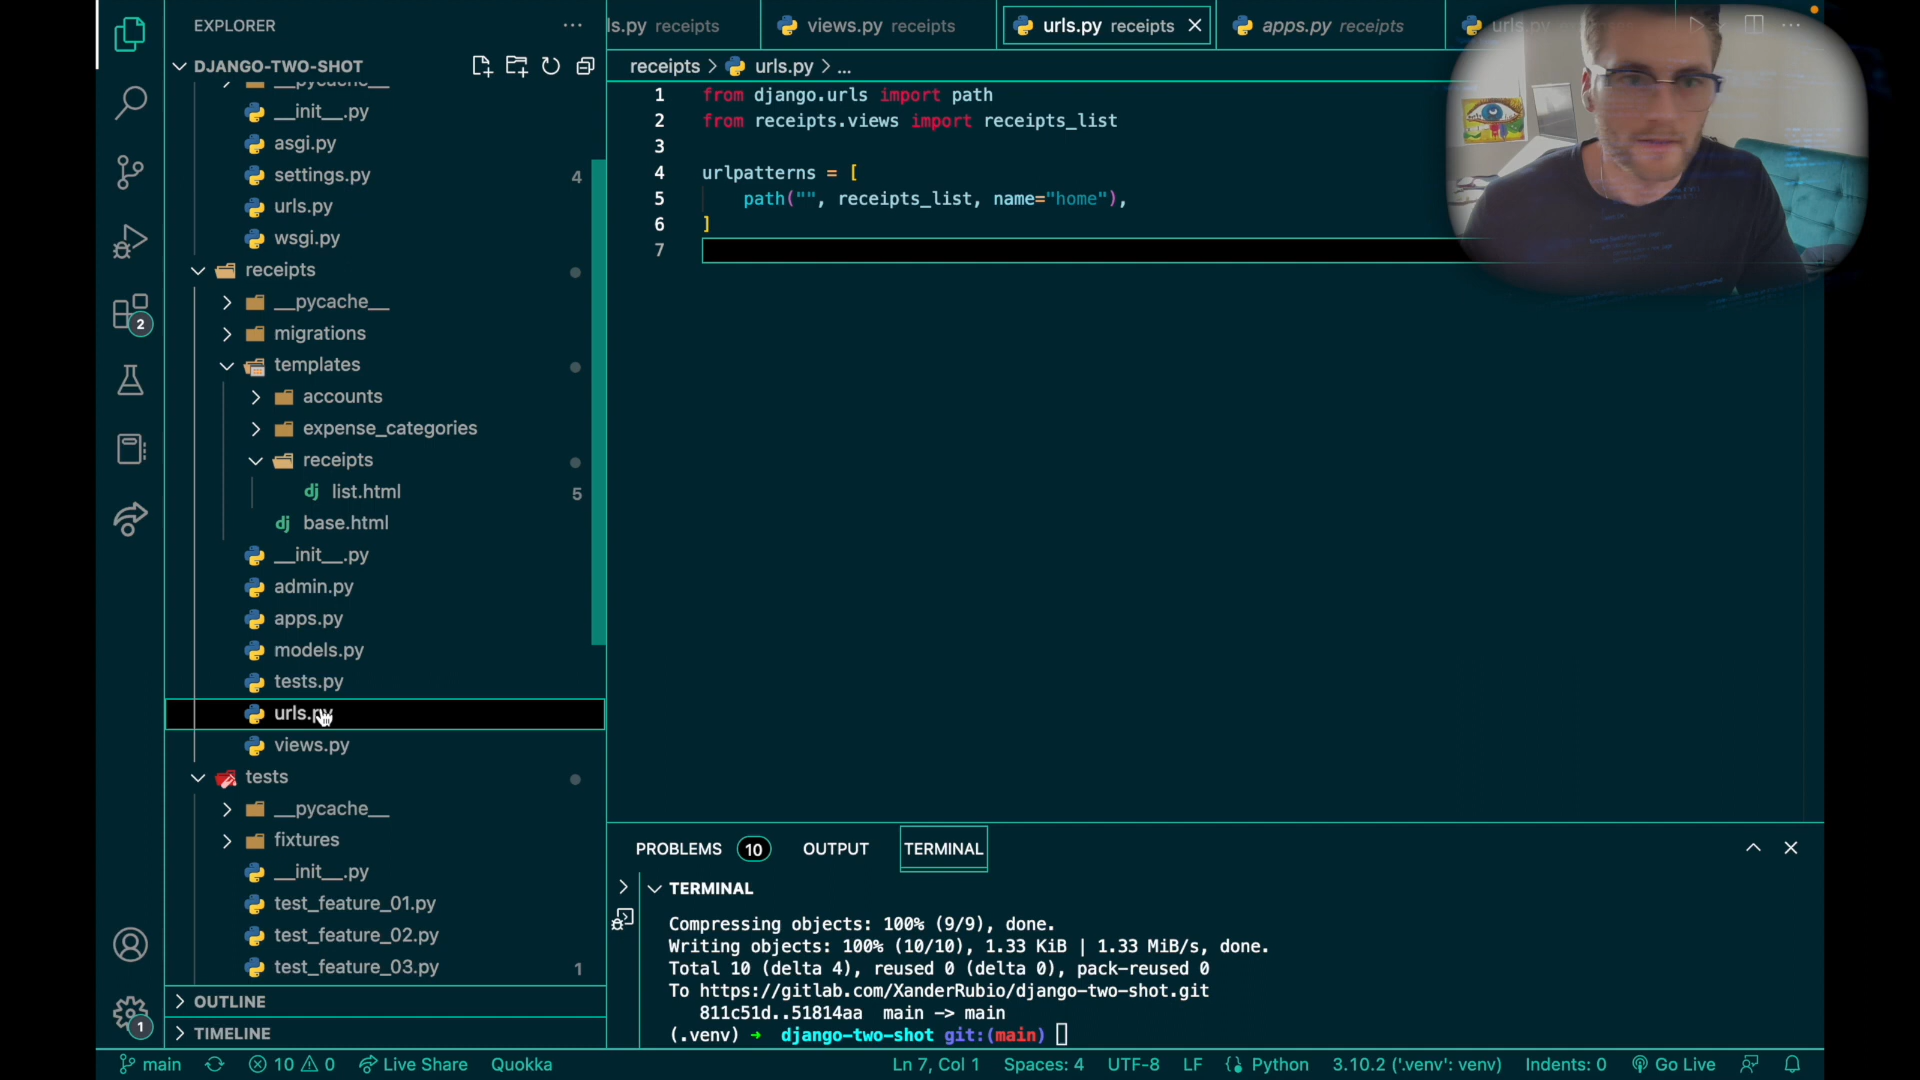 EXPLORER
DJANGO-TWO-SHOT
__pycache__
__init__.py
asgi.py
settings.py 4
urls.py
wsgi.py
receipts
__pycache__
migrations
templates
accounts
expense_categories
receipts
list.html 5
base.html
__init__.py
admin.py
apps.py
models.py
tests.py
urls.py
views.py
tests
__pycache__
fixtures
__init__.py
test_feature_01.py
test_feature_02.py
test_feature_03.py 1
OUTLINE
TIMELINE
2
1
ls.py receipts
views.py receipts
urls.py receipts
apps.py receipts
urls.py
receipts > urls.py > ...
1 from django.urls import path
2 from receipts.views import receipts_list
3
4 urlpatterns = [
5 path("", receipts_list, name="home"),
6 ]
7
PROBLEMS 10 OUTPUT TERMINAL
TERMINAL
Compressing objects: 100% (9/9), done.
Writing objects: 100% (10/10), 1.33 KiB | 1.33 MiB/s, done.
Total 10 (delta 4), reused 0 (delta 0), pack-reused 0
To https://gitlab.com/XanderRubio/django-two-shot.git
811c51d..51814aa main -> main
(.venv) → django-two-shot git:(main)
main 10 0 Live Share Quokka Ln 7, Col 1 Spaces: 4 UTF-8 LF Python 3.10.2 ('.venv': venv) Indents: 0 Go Live